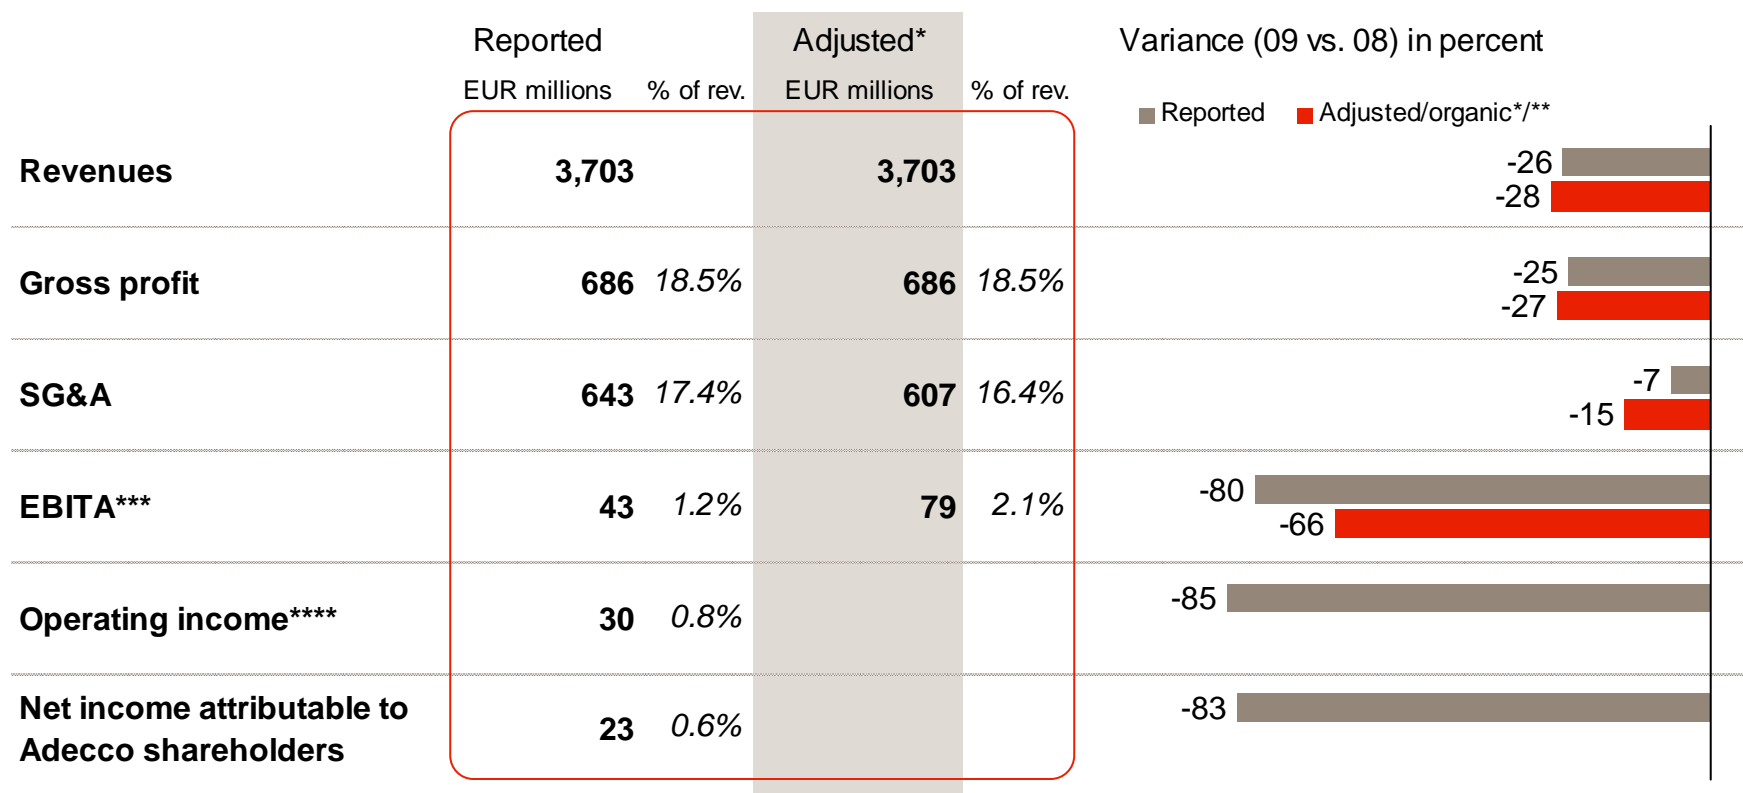 Reported Adjusted* Variance (09 vs. 08) in percent
EUR millions % of rev. EUR millions % of rev.
Reported Adjusted/organic*/**
Revenues 3,703 3,703 -26
-28
Gross profit 686 18.5% 686 18.5% -25
-27
SG&A 643 17.4% 607 16.4% -7
-15
EBITA*** 43 1.2% 79 2.1% -80
-66
Operating income**** 30 0.8% -85
Net income attributable to
Adecco shareholders 23 0.6% -83